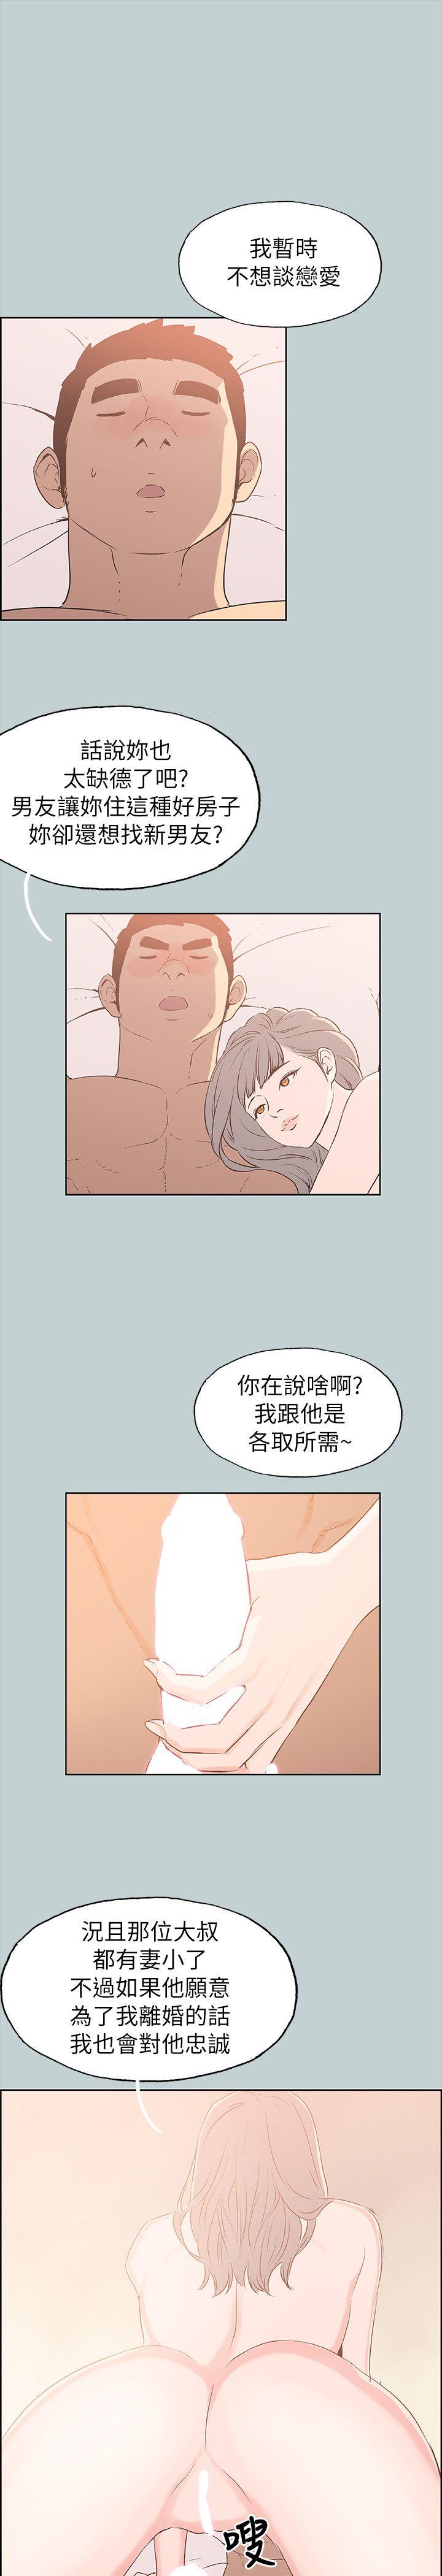 我暫時
不想談戀愛
話說妳也
太缺德了吧?
男友讓妳住這種好房子
妳卻還想找新男友?
你在說啥啊?
我跟他是
各取所需~
況且那位大叔
都有妻小了
不過如果他願意
為了我離婚的話
我也會對他忠誠
嗖